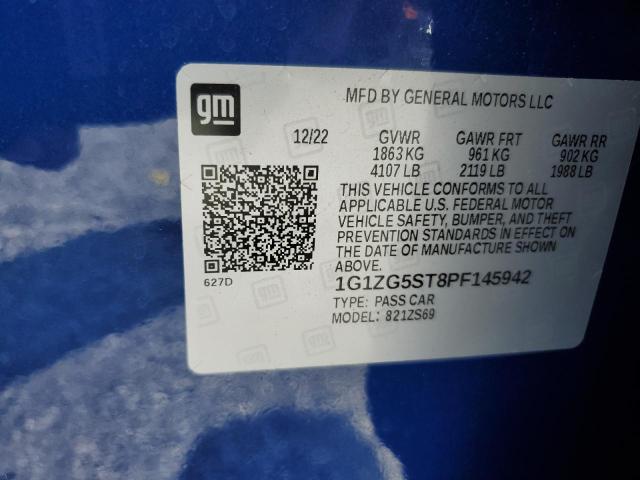 gm
MFD BY GENERAL MOTORS LLC
12/22 GVWR GAWR FRT GAWR RR
1863 KG 961 KG 902 KG
4107 LB 2119 LB 1988 LB
THIS VEHICLE CONFORMS TO ALL
APPLICABLE U.S. FEDERAL MOTOR
VEHICLE SAFETY, BUMPER, AND THEFT
PREVENTION STANDARDS IN EFFECT ON
THE DATE OF MANUFACTURE SHOWN
ABOVE.
627D
1G1ZG5ST8PF145942
TYPE: PASS CAR
MODEL: 821ZS69